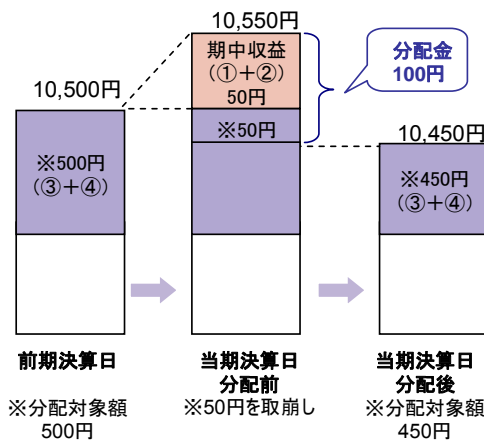 10,500円
※500円
(③+④)
前期決算日
※分配対象額
500円
10,550円
期中収益
(①+②)
50円
※50円
分配金
100円
当期決算日
分配前
※50円を取崩し
10,450円
※450円
(③+④)
当期決算日
分配後
※分配対象額
450円